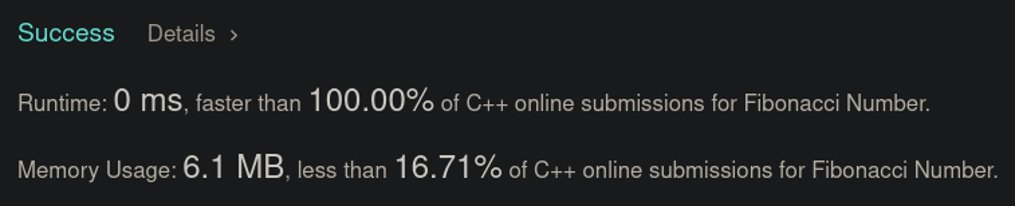 Success Details >
Runtime: 0 ms, faster than 100.00% of C++ online submissions for Fibonacci Number.
Memory Usage: 6.1 MB, less than 16.71% of C++ online submissions for Fibonacci Number.